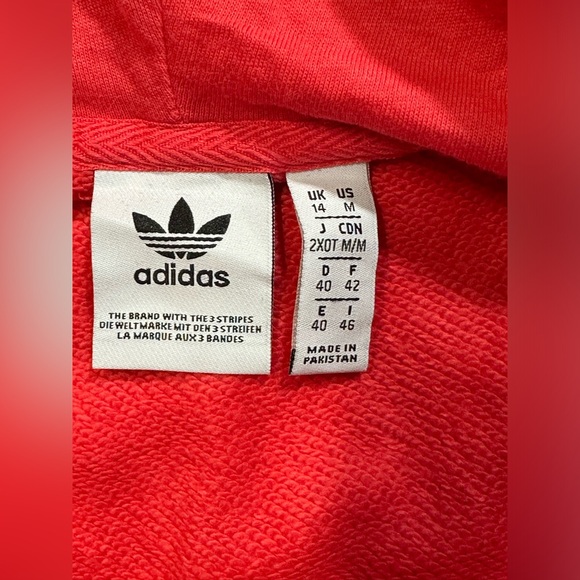 adidas
THE BRAND WITH THE 3 STRIPES
DIE WELTMARKE MIT DEN 3 STREIFEN
LA MARQUE AUX 3 BANDES
UK US
14 M
J CDN
2XOT M/M
D F
40 42
E I
40 46
MADE IN
PAKISTAN